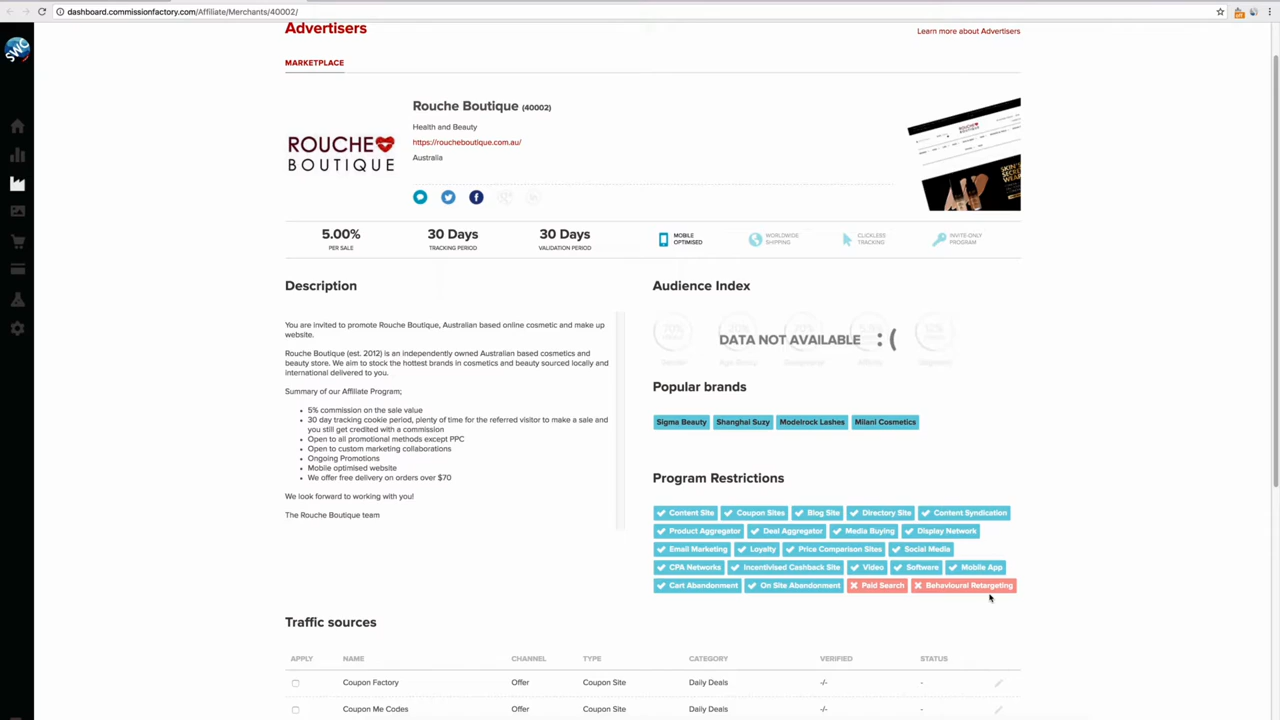 dashboard.commissionfactory.com/Affiliate/Merchants/40002/
SWC
Advertisers
Learn more about Advertisers
MARKETPLACE
ROUCHE
BOUTIQUE
Rouche Boutique (40002)
Health and Beauty
https://roucheboutique.com.au/
Australia
5.00%
PER SALE
30 Days
TRACKING PERIOD
30 Days
VALIDATION PERIOD
MOBILE
OPTIMISED
WORLDWIDE
SHIPPING
CLICKLESS
TRACKING
INVITE-ONLY
PROGRAM
Description
You are invited to promote Rouche Boutique, Australian based online cosmetic and make up
website.
Rouche Boutique (est. 2012) is an independently owned Australian based cosmetics and
beauty store. We aim to stock the hottest brands in cosmetics and beauty sourced locally and
international delivered to you.
Summary of our Affiliate Program;
• 5% commission on the sale value
• 30 day tracking cookie period, plenty of time for the referred visitor to make a sale and
you still get credited with a commission
• Open to all promotional methods except PPC
• Open to custom marketing collaborations
• Ongoing Promotions
• Mobile optimised website
• We offer free delivery on orders over $70
We look forward to working with you!
The Rouche Boutique team
Audience Index
DATA NOT AVAILABLE :(
Popular brands
Sigma Beauty Shanghai Suzy Modelrock Lashes Milani Cosmetics
Program Restrictions
Content Site Coupon Sites Blog Site Directory Site Content Syndication
Product Aggregator Deal Aggregator Media Buying Display Network
Email Marketing Loyalty Price Comparison Sites Social Media
CPA Networks Incentivised Cashback Site Video Software Mobile App
Cart Abandonment On Site Abandonment Paid Search Behavioural Retargeting
Traffic sources
APPLY NAME CHANNEL TYPE CATEGORY VERIFIED STATUS
Coupon Factory Offer Coupon Site Daily Deals -/- -
Coupon Me Codes Offer Coupon Site Daily Deals -/- -